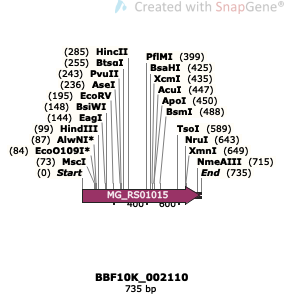 Created with SnapGene®
(285) HincII
(255) BtsαI
(243) PvuII
(236) AseI
(195) EcoRV
(148) BsiWI
(144) EagI
(99) HindIII
(87) AlwNI*
(84) EcoO109I*
(73) MscI
(0) Start
PflMI (399)
BsaHI (425)
XcmI (435)
AcuI (447)
ApoI (450)
BsmI (488)
TsoI (589)
NruI (643)
XmnI (649)
NmeAIII (715)
End (735)
MG_RS01015
400
600
BBF10K_002110
735 bp